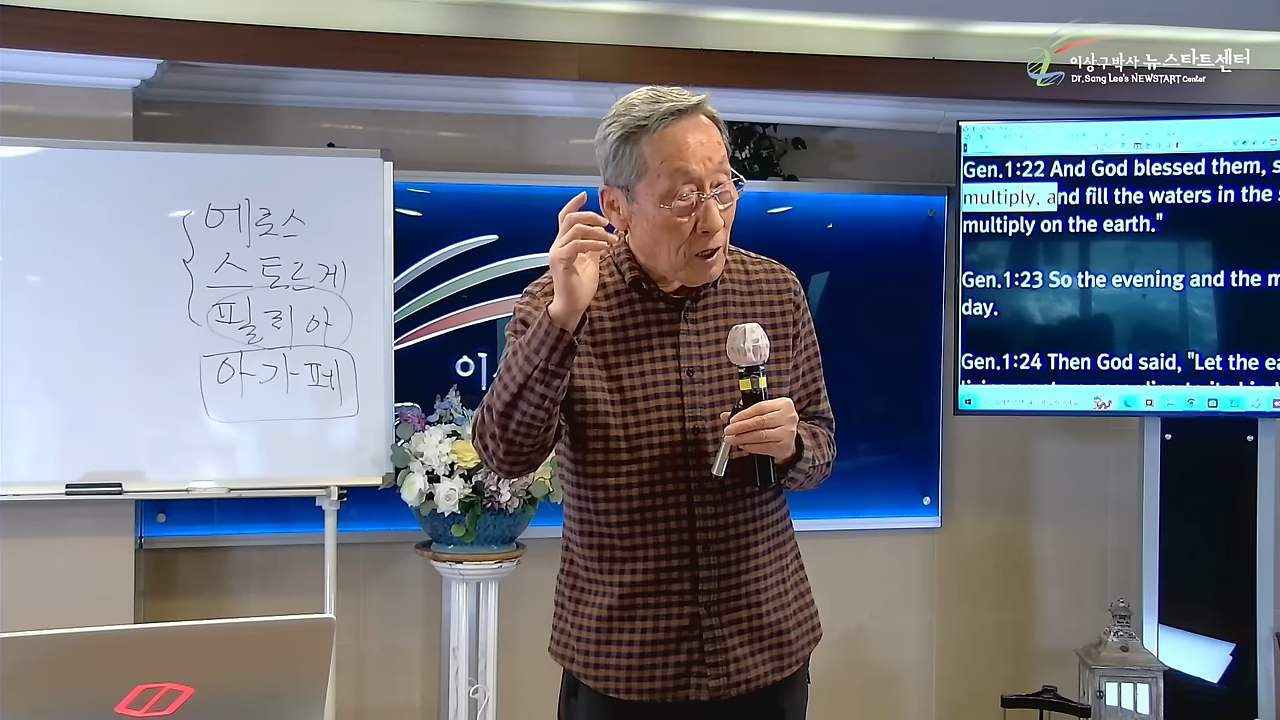 이상구박사 뉴스타트센터
Dr. Sang Lee's NEWSTART Center
에로스
스토르게
필리아
아가페
이
Gen.1:22 And God blessed them, s
multiply, and fill the waters in the
multiply on the earth."
Gen.1:23 So the evening and the m
day.
Gen.1:24 Then God said, "Let the ea